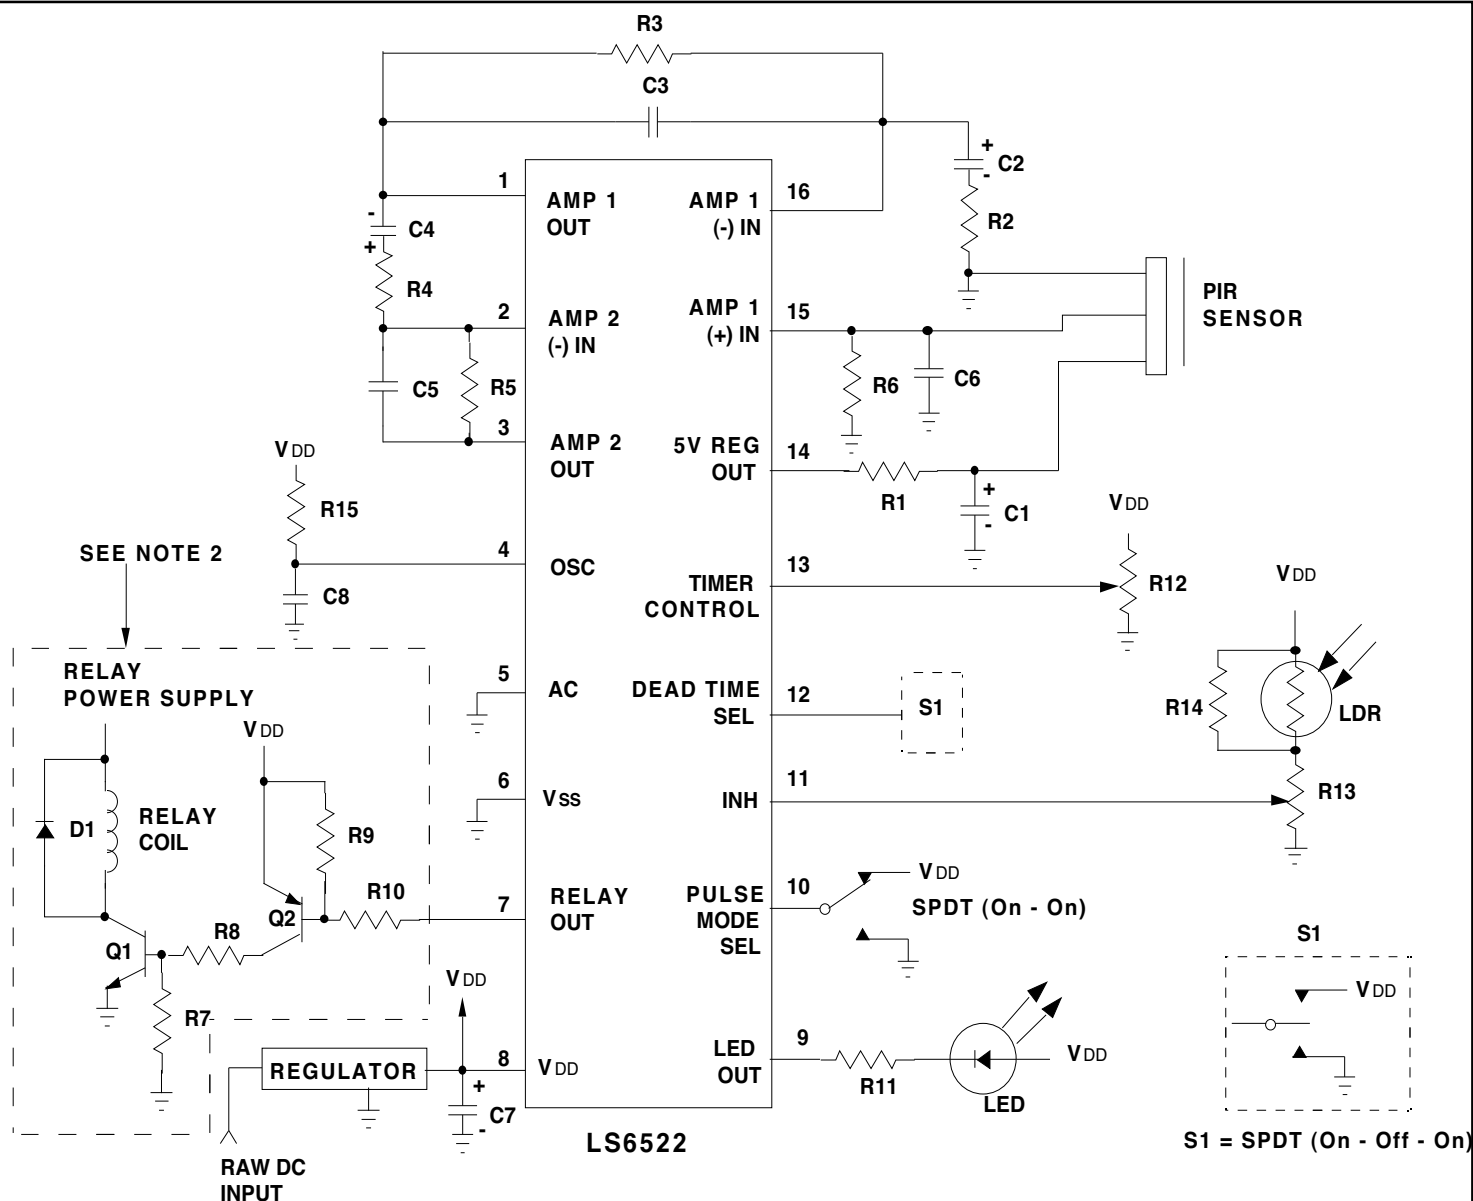 R3
C3
+
C2
-
R2
1
AMP 1
OUT
AMP 1
(-) IN
16
-
C4
+
R4
2
AMP 2
(-) IN
AMP 1
(+) IN
15
PIR
SENSOR
C5
R5
R6
C6
3
AMP 2
OUT
5V REG
OUT
14
R1
+
C1
-
VDD
R15
4
OSC
C8
SEE NOTE 2
TIMER
CONTROL
13
VDD
R12
VDD
RELAY
POWER SUPPLY
5
AC
DEAD TIME
SEL
12
S1
R14
LDR
VDD
6
VSS
INH
11
R13
D1
RELAY
COIL
R9
R10
7
RELAY
OUT
PULSE
MODE
SEL
10
VDD
SPDT (On - On)
Q2
R8
Q1
R7
VDD
S1
VDD
REGULATOR
8
VDD
+
C7
-
LED
OUT
9
R11
VDD
LED
LS6522
S1 = SPDT (On - Off - On)
RAW DC
INPUT